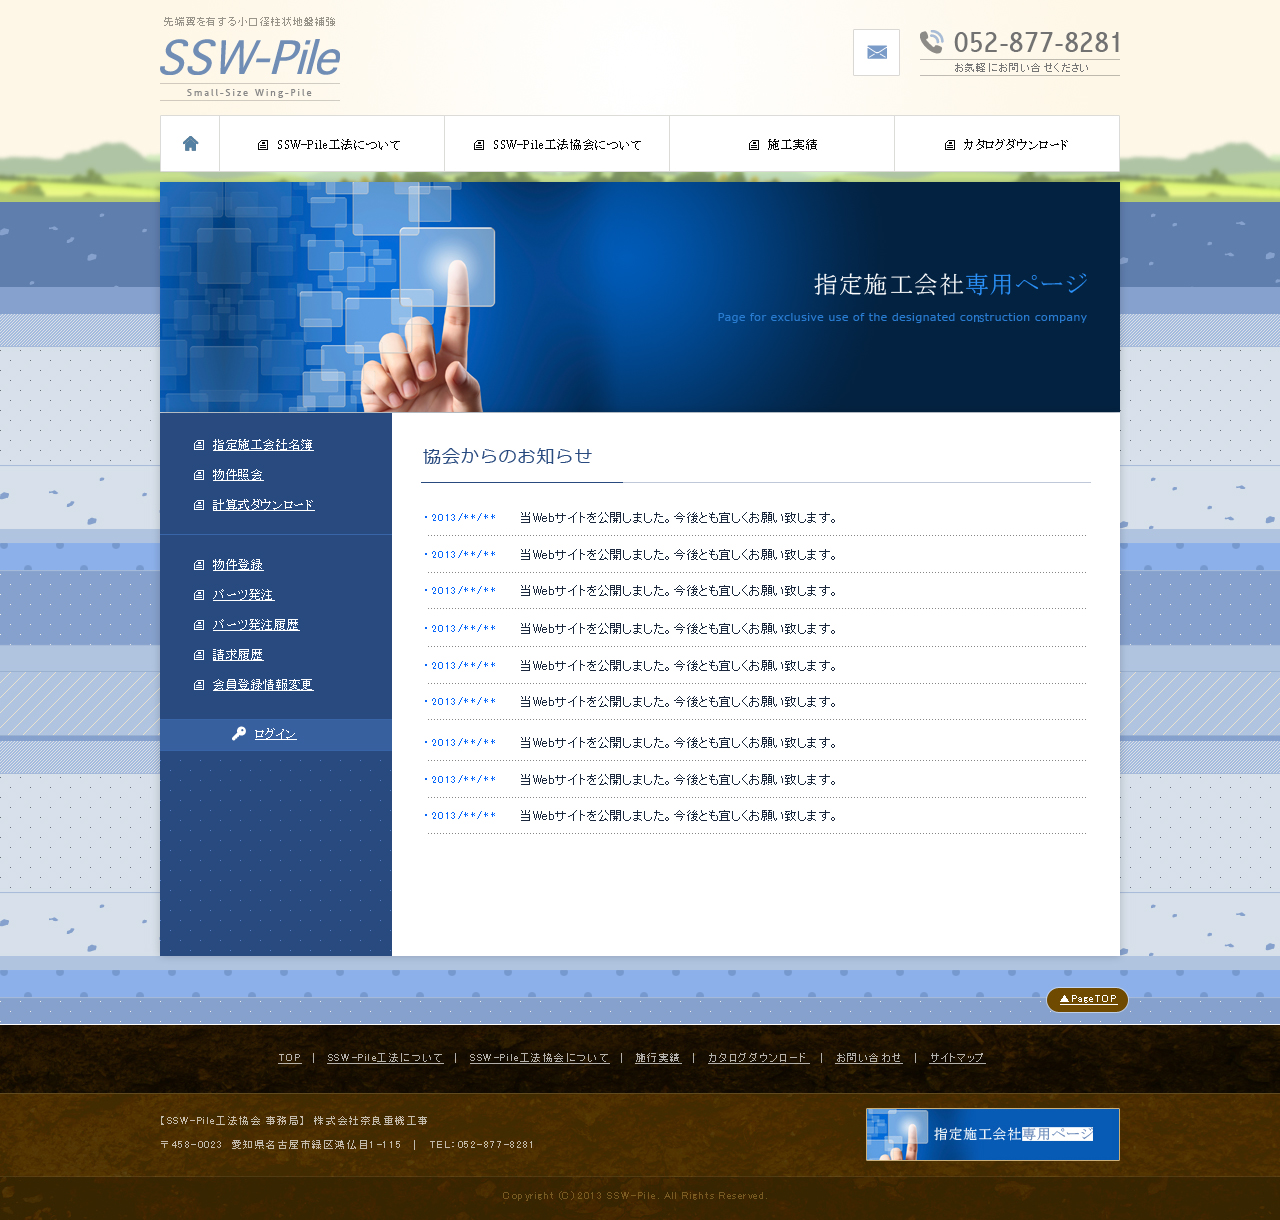 先端翼を有する小口径柱状地盤補強
SSW-Pile
Small-Size Wing-Pile
052-877-8281
お気軽にお問い合せください
SSW-Pile工法について
SSW-Pile工法協会について
施工実績
カタログダウンロード
指定施工会社専用ページ
Page for exclusive use of the designated construction company
指定施工会社名簿
物件照会
計算式ダウンロード
物件登録
パーツ発注
パーツ発注履歴
請求履歴
会員登録情報変更
ログイン
協会からのお知らせ
・2013/**/** 当Webサイトを公開しました。今後とも宜しくお願い致します。
・2013/**/** 当Webサイトを公開しました。今後とも宜しくお願い致します。
・2013/**/** 当Webサイトを公開しました。今後とも宜しくお願い致します。
・2013/**/** 当Webサイトを公開しました。今後とも宜しくお願い致します。
・2013/**/** 当Webサイトを公開しました。今後とも宜しくお願い致します。
・2013/**/** 当Webサイトを公開しました。今後とも宜しくお願い致します。
・2013/**/** 当Webサイトを公開しました。今後とも宜しくお願い致します。
・2013/**/** 当Webサイトを公開しました。今後とも宜しくお願い致します。
・2013/**/** 当Webサイトを公開しました。今後とも宜しくお願い致します。
▲PageTOP
TOP | SSW-Pile工法について | SSW-Pile工法協会について | 施行実績 | カタログダウンロード | お問い合わせ | サイトマップ
【SSW-Pile工法協会 事務局】 株式会社奈良重機工事
〒458-0023 愛知県名古屋市緑区鴻仏目1-115 | TEL:052-877-8281
指定施工会社専用ページ
Copyright (C)2013 SSW-Pile. All Rights Reserved.